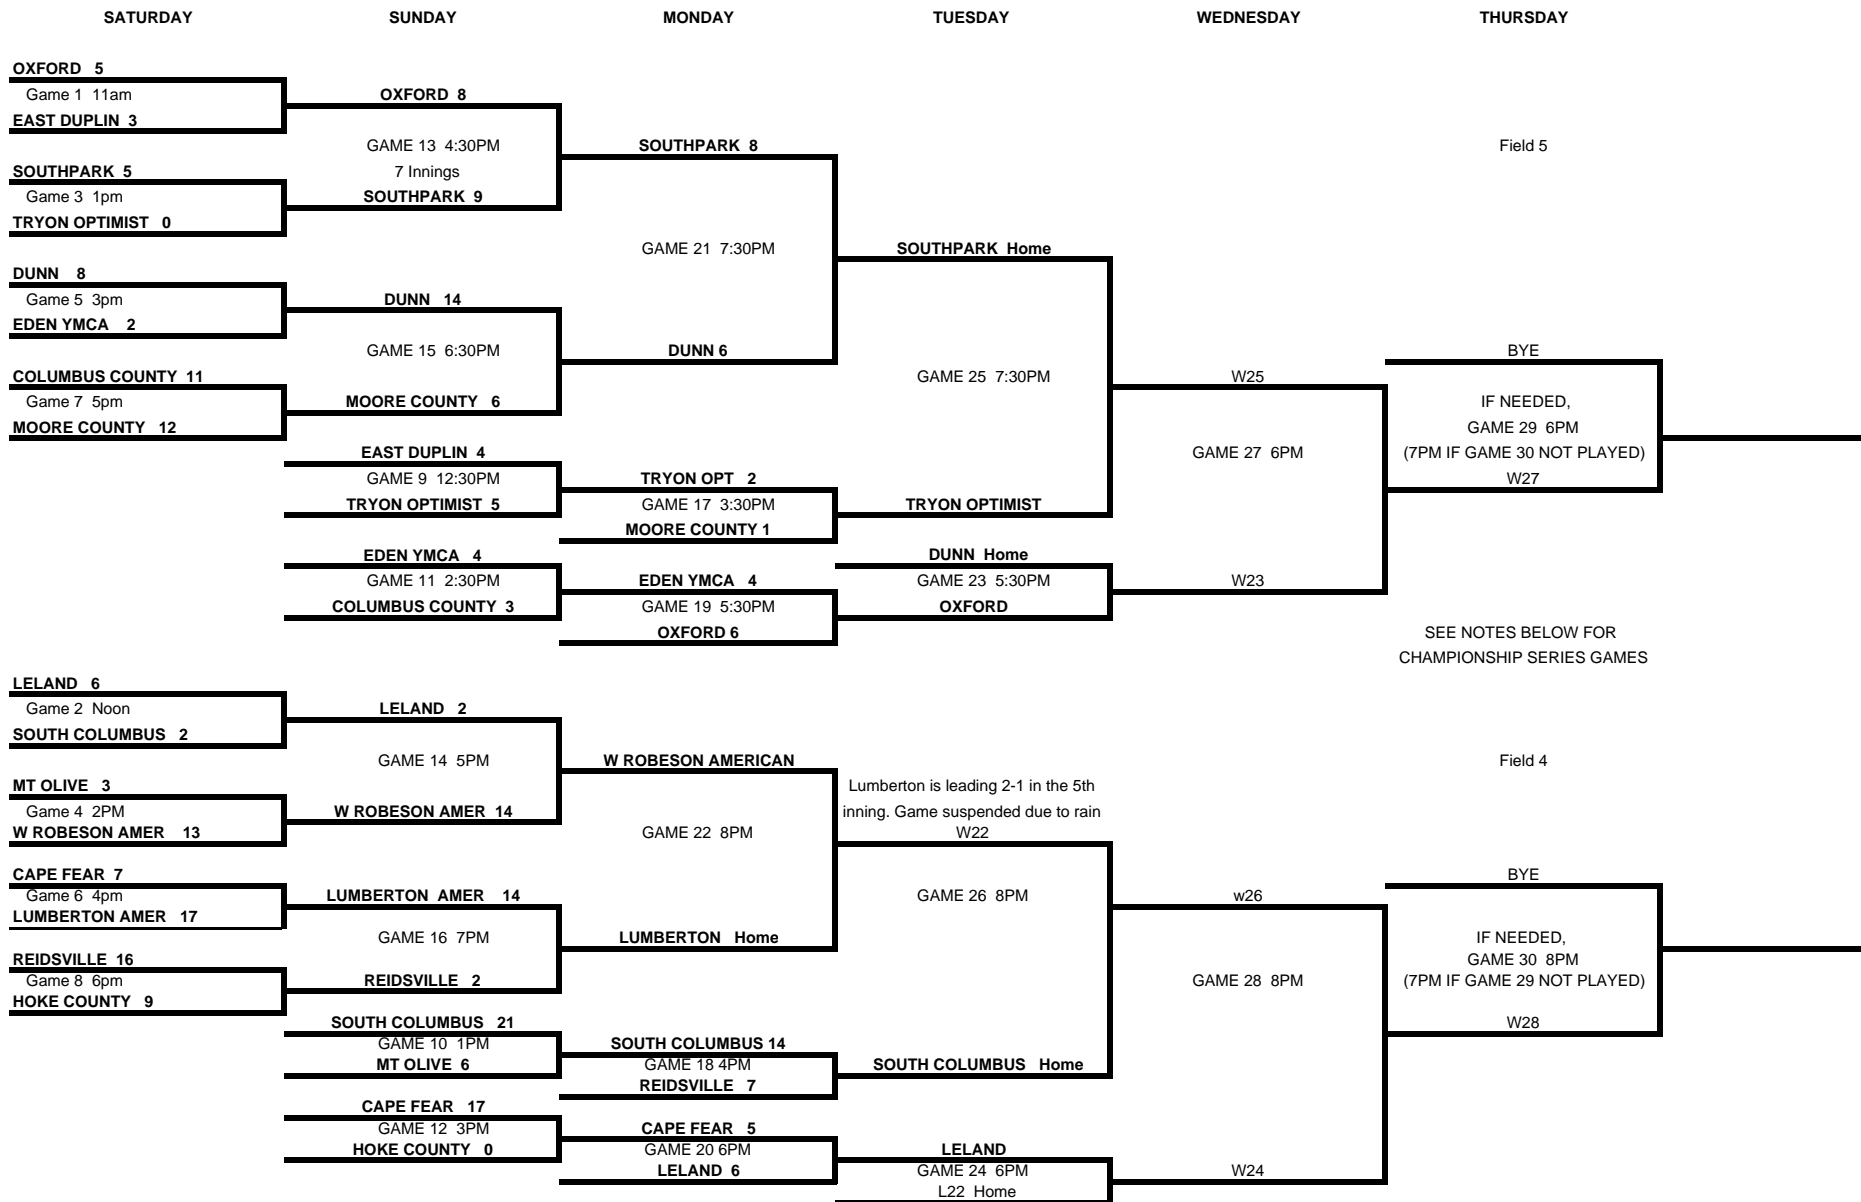 SATURDAY SUNDAY MONDAY TUESDAY WEDNESDAY THURSDAY
OXFORD 5
Game 1 11am
EAST DUPLIN 3
SOUTHPARK 5
Game 3 1pm
TRYON OPTIMIST 0
DUNN 8
Game 5 3pm
EDEN YMCA 2
COLUMBUS COUNTY 11
Game 7 5pm
MOORE COUNTY 12
OXFORD 8
GAME 13 4:30PM
7 Innings
SOUTHPARK 9
DUNN 14
GAME 15 6:30PM
MOORE COUNTY 6
EAST DUPLIN 4
GAME 9 12:30PM
TRYON OPTIMIST 5
EDEN YMCA 4
GAME 11 2:30PM
COLUMBUS COUNTY 3
SOUTHPARK 8
GAME 21 7:30PM
DUNN 6
TRYON OPT 2
GAME 17 3:30PM
MOORE COUNTY 1
EDEN YMCA 4
GAME 19 5:30PM
OXFORD 6
SOUTHPARK Home
GAME 25 7:30PM
TRYON OPTIMIST
DUNN Home
GAME 23 5:30PM
OXFORD
W25
GAME 27 6PM
W23
Field 5
BYE
IF NEEDED,
GAME 29 6PM
(7PM IF GAME 30 NOT PLAYED)
W27
SEE NOTES BELOW FOR
CHAMPIONSHIP SERIES GAMES
LELAND 6
Game 2 Noon
SOUTH COLUMBUS 2
MT OLIVE 3
Game 4 2PM
W ROBESON AMER 13
CAPE FEAR 7
Game 6 4pm
LUMBERTON AMER 17
REIDSVILLE 16
Game 8 6pm
HOKE COUNTY 9
LELAND 2
GAME 14 5PM
W ROBESON AMER 14
LUMBERTON AMER 14
GAME 16 7PM
REIDSVILLE 2
SOUTH COLUMBUS 21
GAME 10 1PM
MT OLIVE 6
CAPE FEAR 17
GAME 12 3PM
HOKE COUNTY 0
W ROBESON AMERICAN
GAME 22 8PM
LUMBERTON Home
SOUTH COLUMBUS 14
GAME 18 4PM
REIDSVILLE 7
CAPE FEAR 5
GAME 20 6PM
LELAND 6
Lumberton is leading 2-1 in the 5th
inning. Game suspended due to rain
W22
GAME 26 8PM
SOUTH COLUMBUS Home
LELAND
GAME 24 6PM
L22 Home
w26
GAME 28 8PM
W24
Field 4
BYE
IF NEEDED,
GAME 30 8PM
(7PM IF GAME 29 NOT PLAYED)
W28